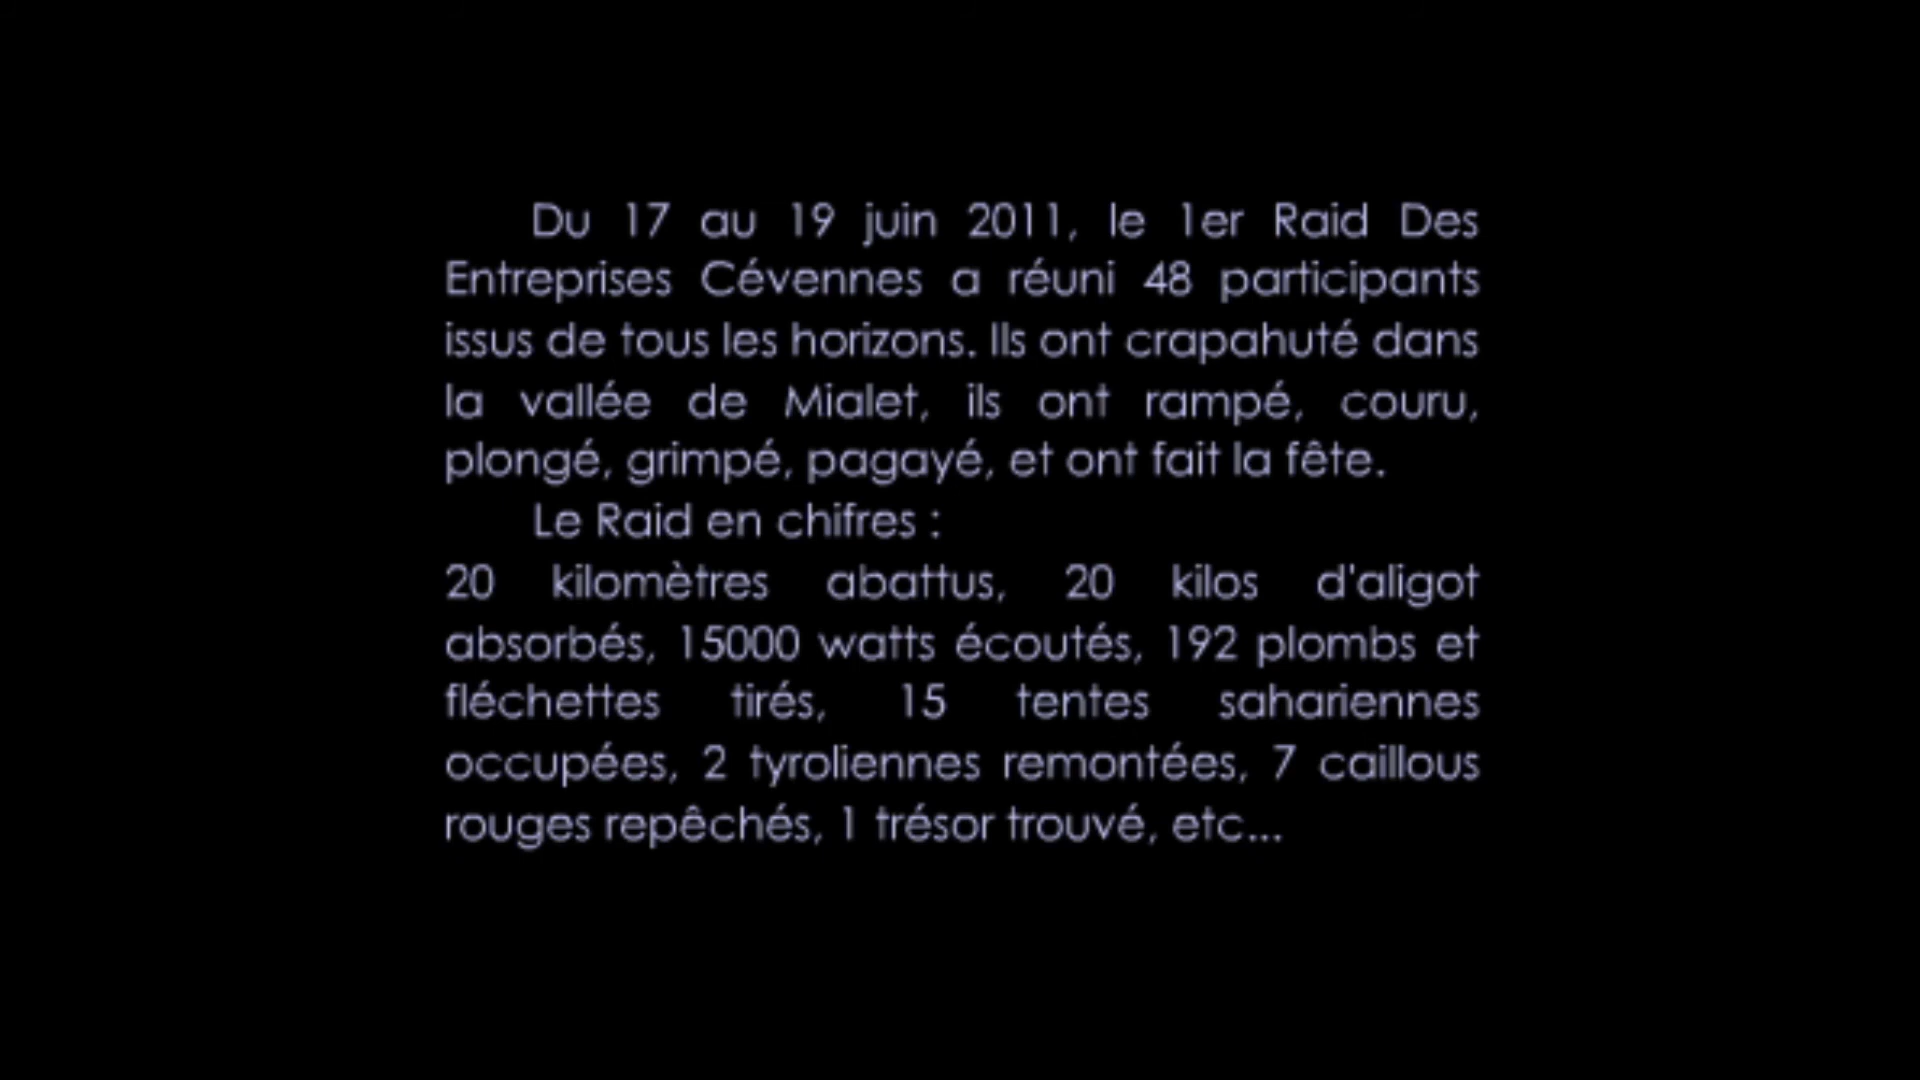 Du 17 au 19 juin 2011, le 1er Raid Des
Entreprises Cévennes a réuni 48 participants
issus de tous les horizons. Ils ont crapahuté dans
la vallée de Mialet, ils ont rampé, couru,
plongé, grimpé, pagayé, et ont fait la fête.
Le Raid en chifres :
20 kilomètres abattus, 20 kilos d'aligot
absorbés, 15000 watts écoutés, 192 plombs et
fléchettes tirés, 15 tentes sahariennes
occupées, 2 tyroliennes remontées, 7 caillous
rouges repêchés, 1 trésor trouvé, etc...